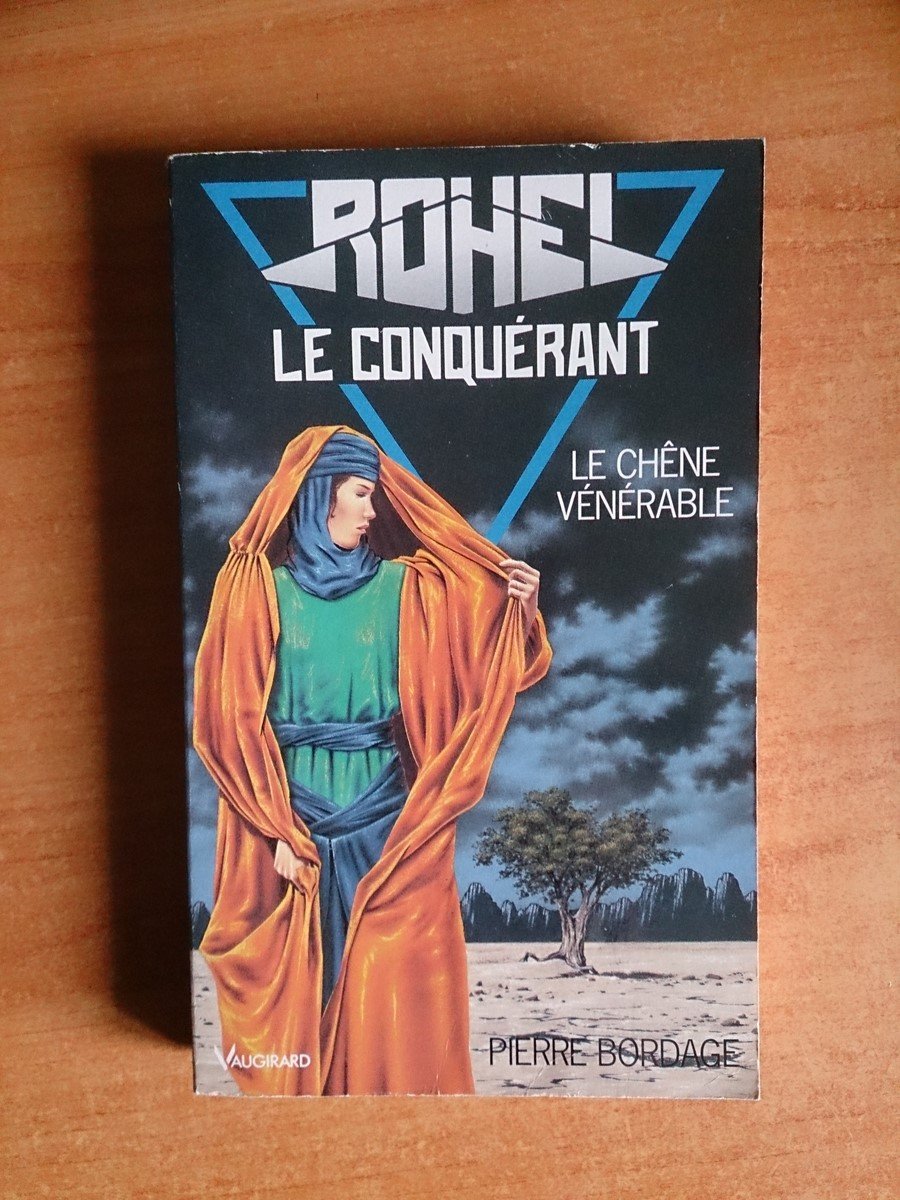 ROHEL
LE CONQUÉRANT
LE CHÊNE
VÉNÉRABLE
VAUGIRARD
PIERRE BORDAGE